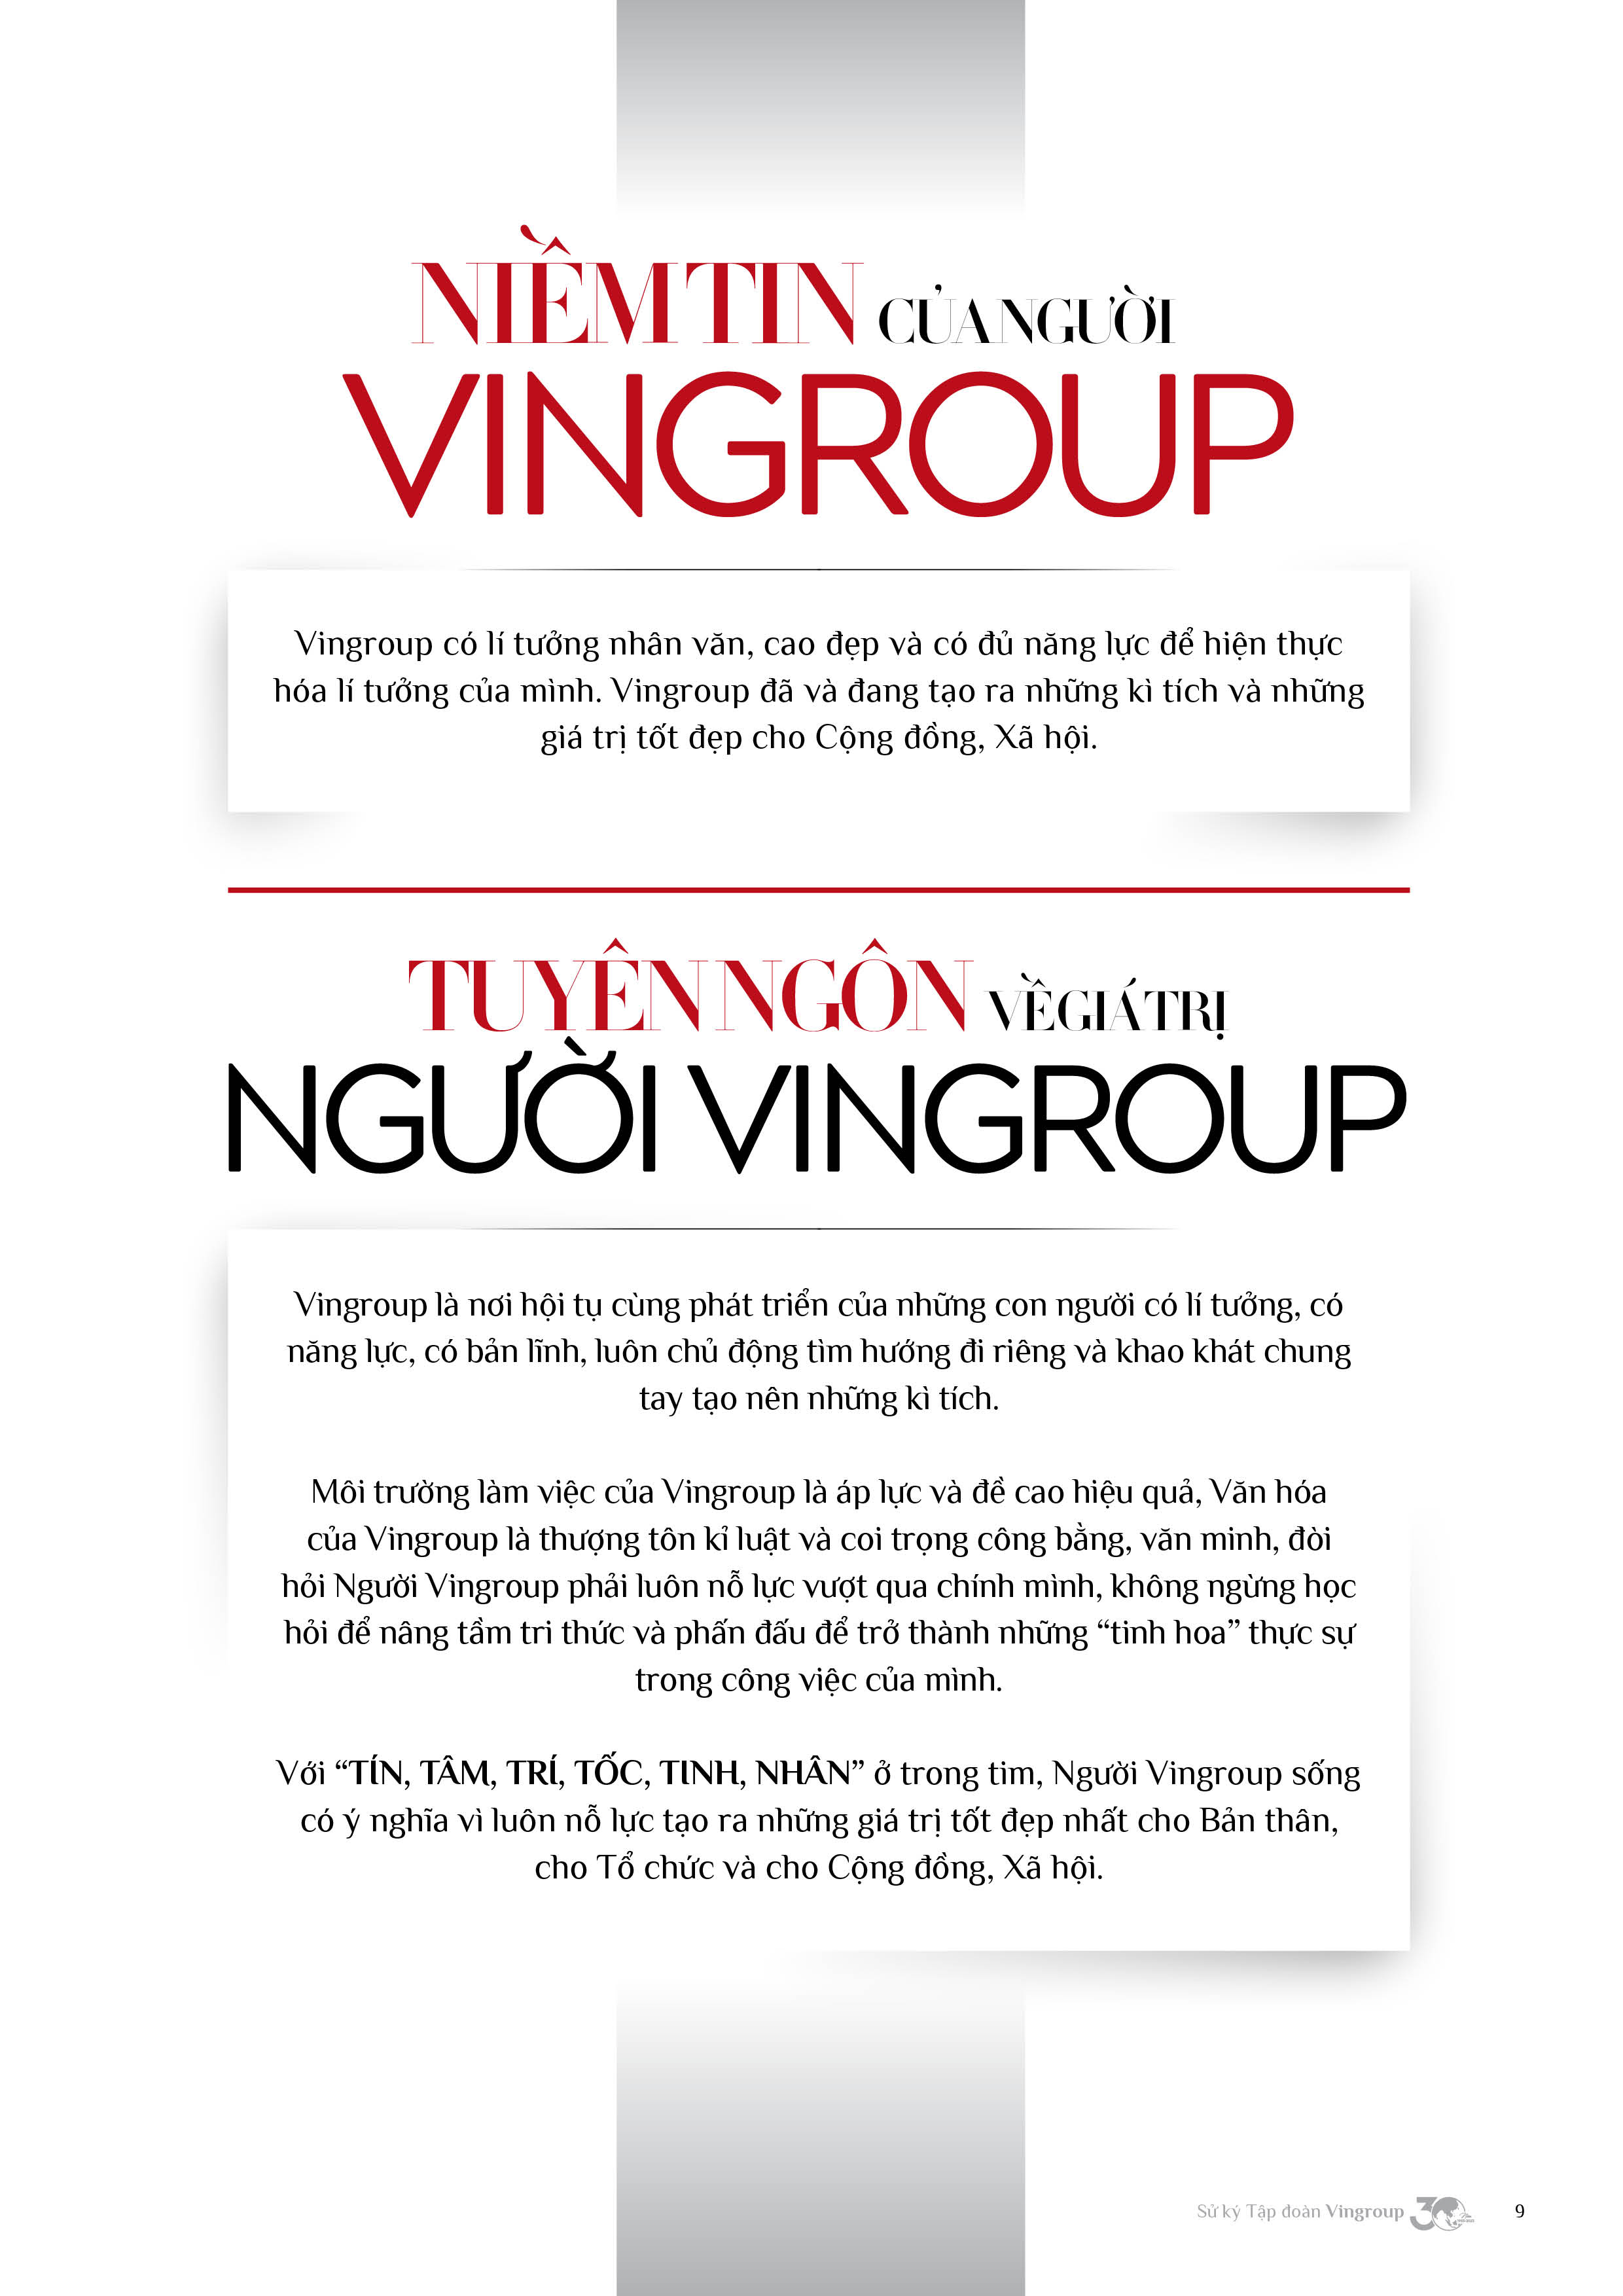 NIỀM TIN CỦA NGƯỜI
VINGROUP
Vingroup có lí tưởng nhân văn, cao đẹp và có đủ năng lực để hiện thực
hóa lí tưởng của mình. Vingroup đã và đang tạo ra những kì tích và những
giá trị tốt đẹp cho Cộng đồng, Xã hội.
TUYÊN NGÔN VỀ GIÁ TRỊ
NGƯỜI VINGROUP
Vingroup là nơi hội tụ cùng phát triển của những con người có lí tưởng, có
năng lực, có bản lĩnh, luôn chủ động tìm hướng đi riêng và khao khát chung
tay tạo nên những kì tích.
Môi trường làm việc của Vingroup là áp lực và đề cao hiệu quả, Văn hóa
của Vingroup là thượng tôn kỉ luật và coi trọng công bằng, văn minh, đòi
hỏi Người Vingroup phải luôn nỗ lực vượt qua chính mình, không ngừng học
hỏi để nâng tầm tri thức và phấn đấu để trở thành những “tinh hoa” thực sự
trong công việc của mình.
Với “TÍN, TÂM, TRÍ, TỐC, TINH, NHÂN” ở trong tim, Người Vingroup sống
có ý nghĩa vì luôn nỗ lực tạo ra những giá trị tốt đẹp nhất cho Bản thân,
cho Tổ chức và cho Cộng đồng, Xã hội.
Sử ký Tập đoàn Vingroup 30 9